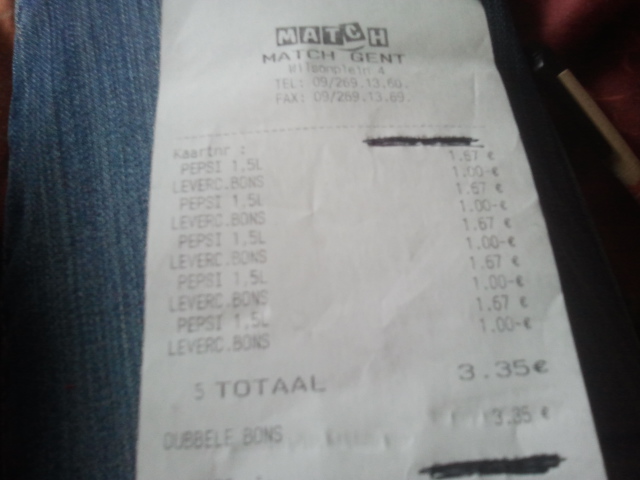 MATCH
MATCH GENT
Wilsonplein 4
TEL: 09/269.13.60.
FAX: 09/269.13.69.
Kaartnr :
PEPSI 1,5L 1.67 €
LEVERC.BONS 1.00-€
PEPSI 1,5L 1.67 €
LEVERC.BONS 1.00-€
PEPSI 1,5L 1.67 €
LEVERC.BONS 1.00-€
PEPSI 1,5L 1.67 €
LEVERC.BONS 1.00-€
PEPSI 1,5L 1.67 €
LEVERC.BONS 1.00-€
5 TOTAAL 3.35€
DUBBELE BONS 3.35 €